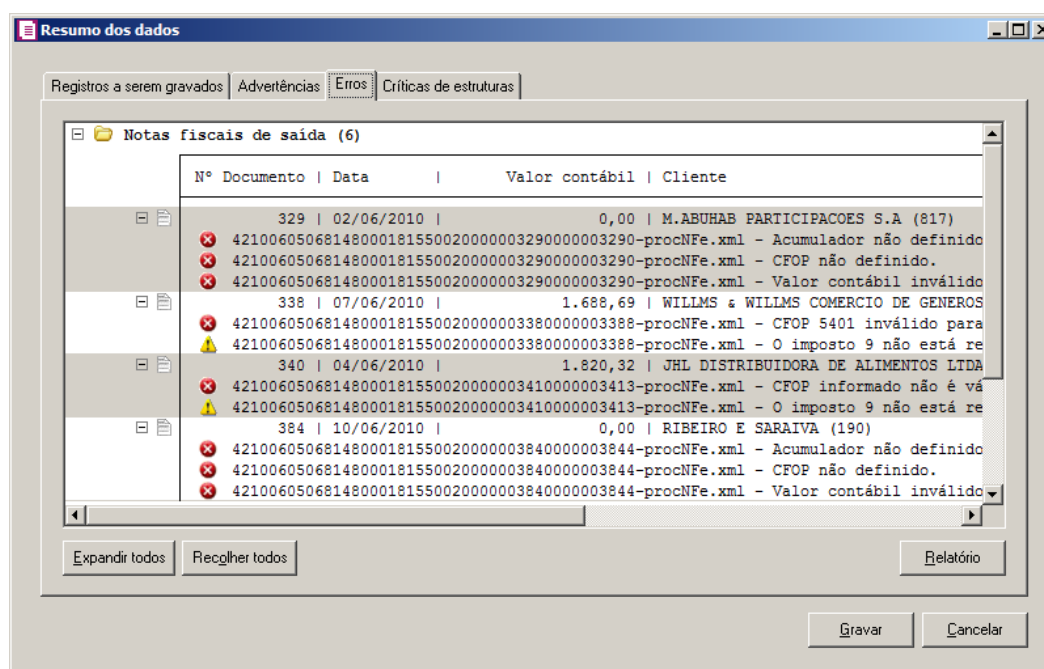 Resumo dos dados
Registros a serem gravados Advertências Erros Críticas de estruturas
Notas fiscais de saída (6)
Nº Documento | Data | Valor contábil | Cliente
329 | 02/06/2010 | 0,00 | M.ABUHAB PARTICIPACOES S.A (817)
42100605068148000181550020000003290000003290-procNFe.xml - Acumulador não definido
42100605068148000181550020000003290000003290-procNFe.xml - CFOP não definido.
42100605068148000181550020000003290000003290-procNFe.xml - Valor contábil inválido
338 | 07/06/2010 | 1.688,69 | WILLMS & WILLMS COMERCIO DE GENEROS
42100605068148000181550020000003380000003388-procNFe.xml - CFOP 5401 inválido para
42100605068148000181550020000003380000003388-procNFe.xml - O imposto 9 não está re
340 | 04/06/2010 | 1.820,32 | JHL DISTRIBUIDORA DE ALIMENTOS LTDA
42100605068148000181550020000003410000003413-procNFe.xml - CFOP informado não é vá
42100605068148000181550020000003410000003413-procNFe.xml - O imposto 9 não está re
384 | 10/06/2010 | 0,00 | RIBEIRO E SARAIVA (190)
42100605068148000181550020000003840000003844-procNFe.xml - Acumulador não definido
42100605068148000181550020000003840000003844-procNFe.xml - CFOP não definido.
42100605068148000181550020000003840000003844-procNFe.xml - Valor contábil inválido
Expandir todos Recolher todos Relatório
Gravar Cancelar